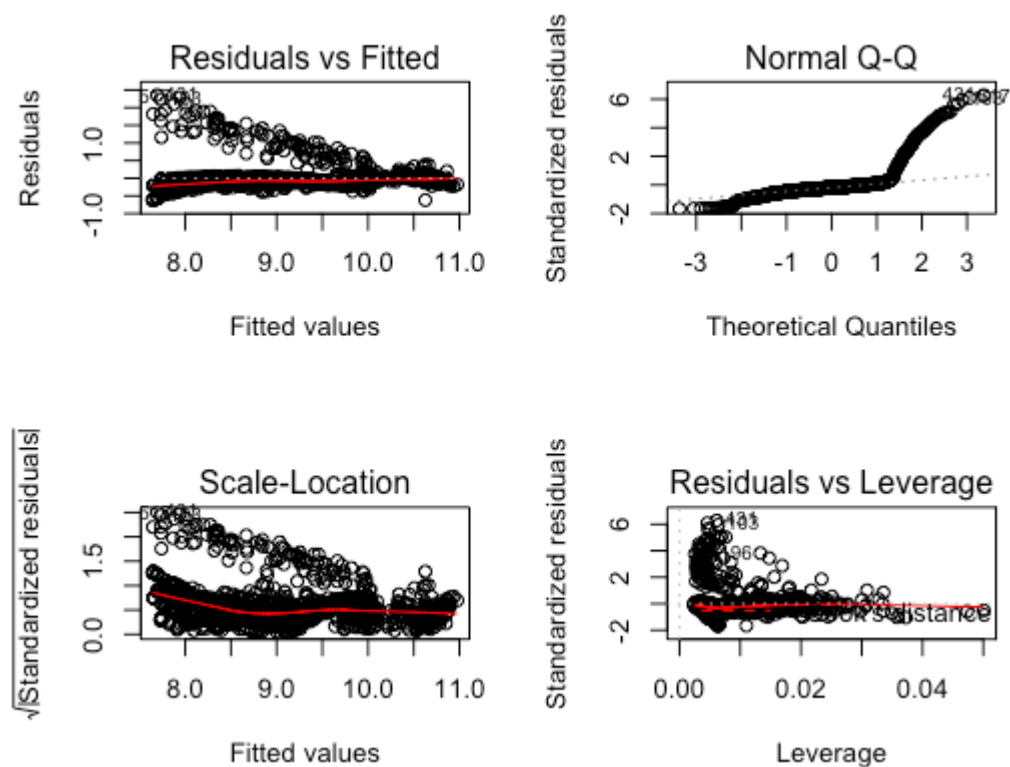 Residuals vs Fitted
Residuals
1.0
-1.0
8.0 9.0 10.0 11.0
Fitted values
Normal Q-Q
Standardized residuals
6
2
-2
-3 -1 0 1 2 3
Theoretical Quantiles
Scale-Location
√|Standardized residuals|
1.5
0.0
8.0 9.0 10.0 11.0
Fitted values
Residuals vs Leverage
Standardized residuals
6
2
-2
431
distance
0.00 0.02 0.04
Leverage